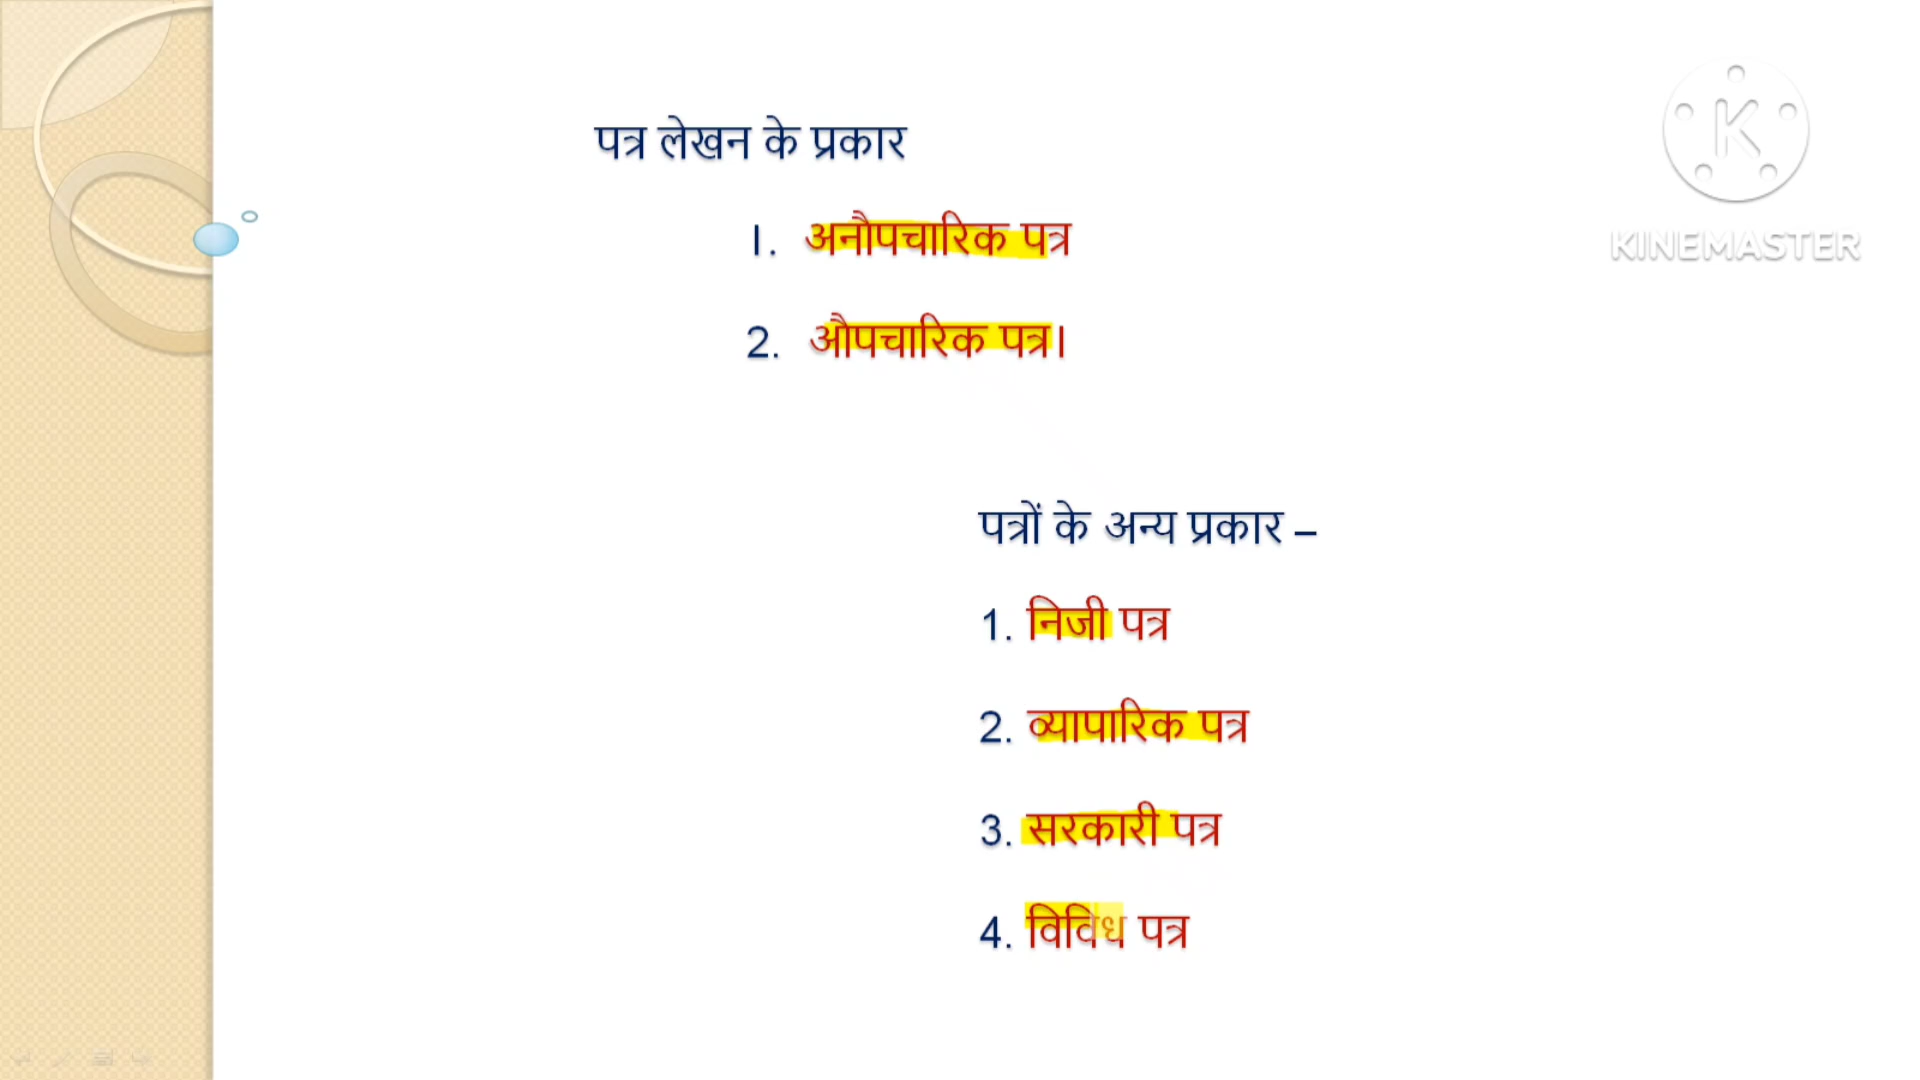 पत्र लेखन के प्रकार
I. अनौपचारिक पत्र
2. औपचारिक पत्र।
पत्रों के अन्य प्रकार –
1. निजी पत्र
2. व्यापारिक पत्र
3. सरकारी पत्र
4. विविध पत्र
K
KINEMASTER